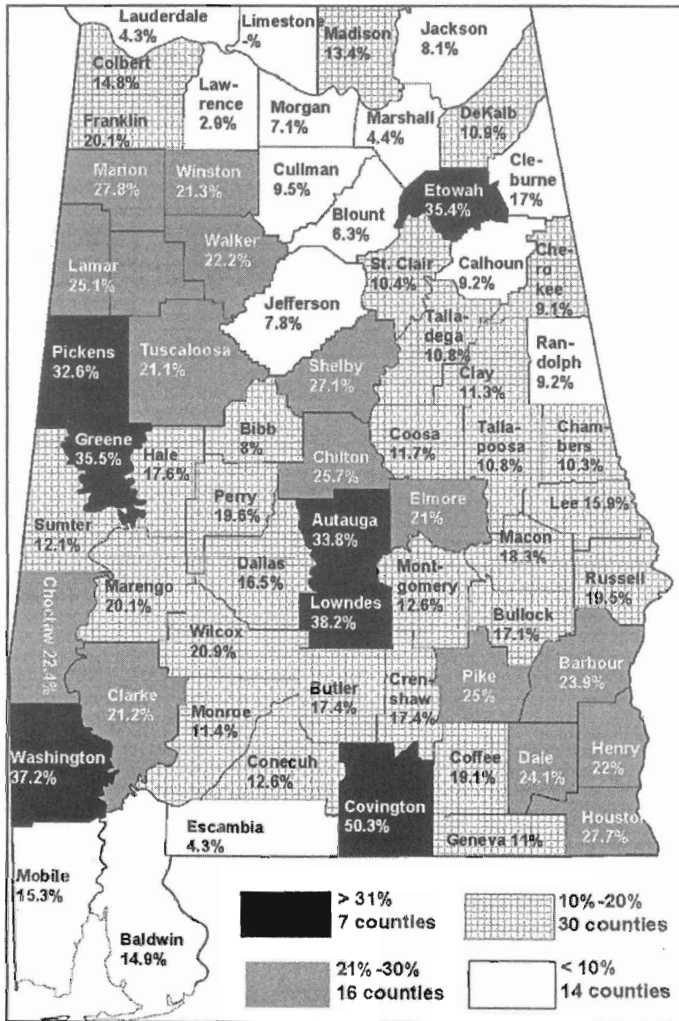 Lauderdale
4.3%
Limestone
-%
Madison
13.4%
Jackson
8.1%
Colbert
14.8%
Law-
rence
2.9%
Franklin
20.1%
Morgan
7.1%
Marshall
4.4%
DeKalb
10.9%
Marion
27.8%
Winston
21.3%
Cullman
9.5%
Etowah
35.4%
Cle-
burne
17%
Blount
6.3%
Walker
22.2%
Lamar
25.1%
St. Clair
10.4%
Calhoun
9.2%
Che-
ro
kee
9.1%
Jefferson
7.8%
Talla-
dega
10.8%
Pickens
32.6%
Tuscaloosa
21.1%
Shelby
27.1%
Clay
11.3%
Ran-
dolph
9.2%
Bibb
8%
Greene
35.5%
Hale
17.6%
Chilton
25.7%
Coosa
11.7%
Talla-
poosa
10.8%
Cham-
bers
10.3%
Perry
19.6%
Elmore
21%
Lee 15.9%
Sumter
12.1%
Autauga
33.8%
Macon
18.3%
Dallas
16.5%
Mont-
gomery
12.6%
Russell
19.5%
Marengo
20.1%
Choctaw 22.4%
Lowndes
38.2%
Bullock
17.1%
Wilcox
20.9%
Clarke
21.2%
Butler
17.4%
Cren-
shaw
17.4%
Pike
25%
Barbour
23.9%
Monroe
11.4%
Washington
37.2%
Conecuh
12.6%
Coffee
19.1%
Dale
24.1%
Henry
22%
Covington
50.3%
Escambia
4.3%
Geneva 11%
Houston
27.7%
Mobile
15.3%
Baldwin
14.9%
> 31%
7 counties
10%-20%
30 counties
21%-30%
16 counties
< 10%
14 counties